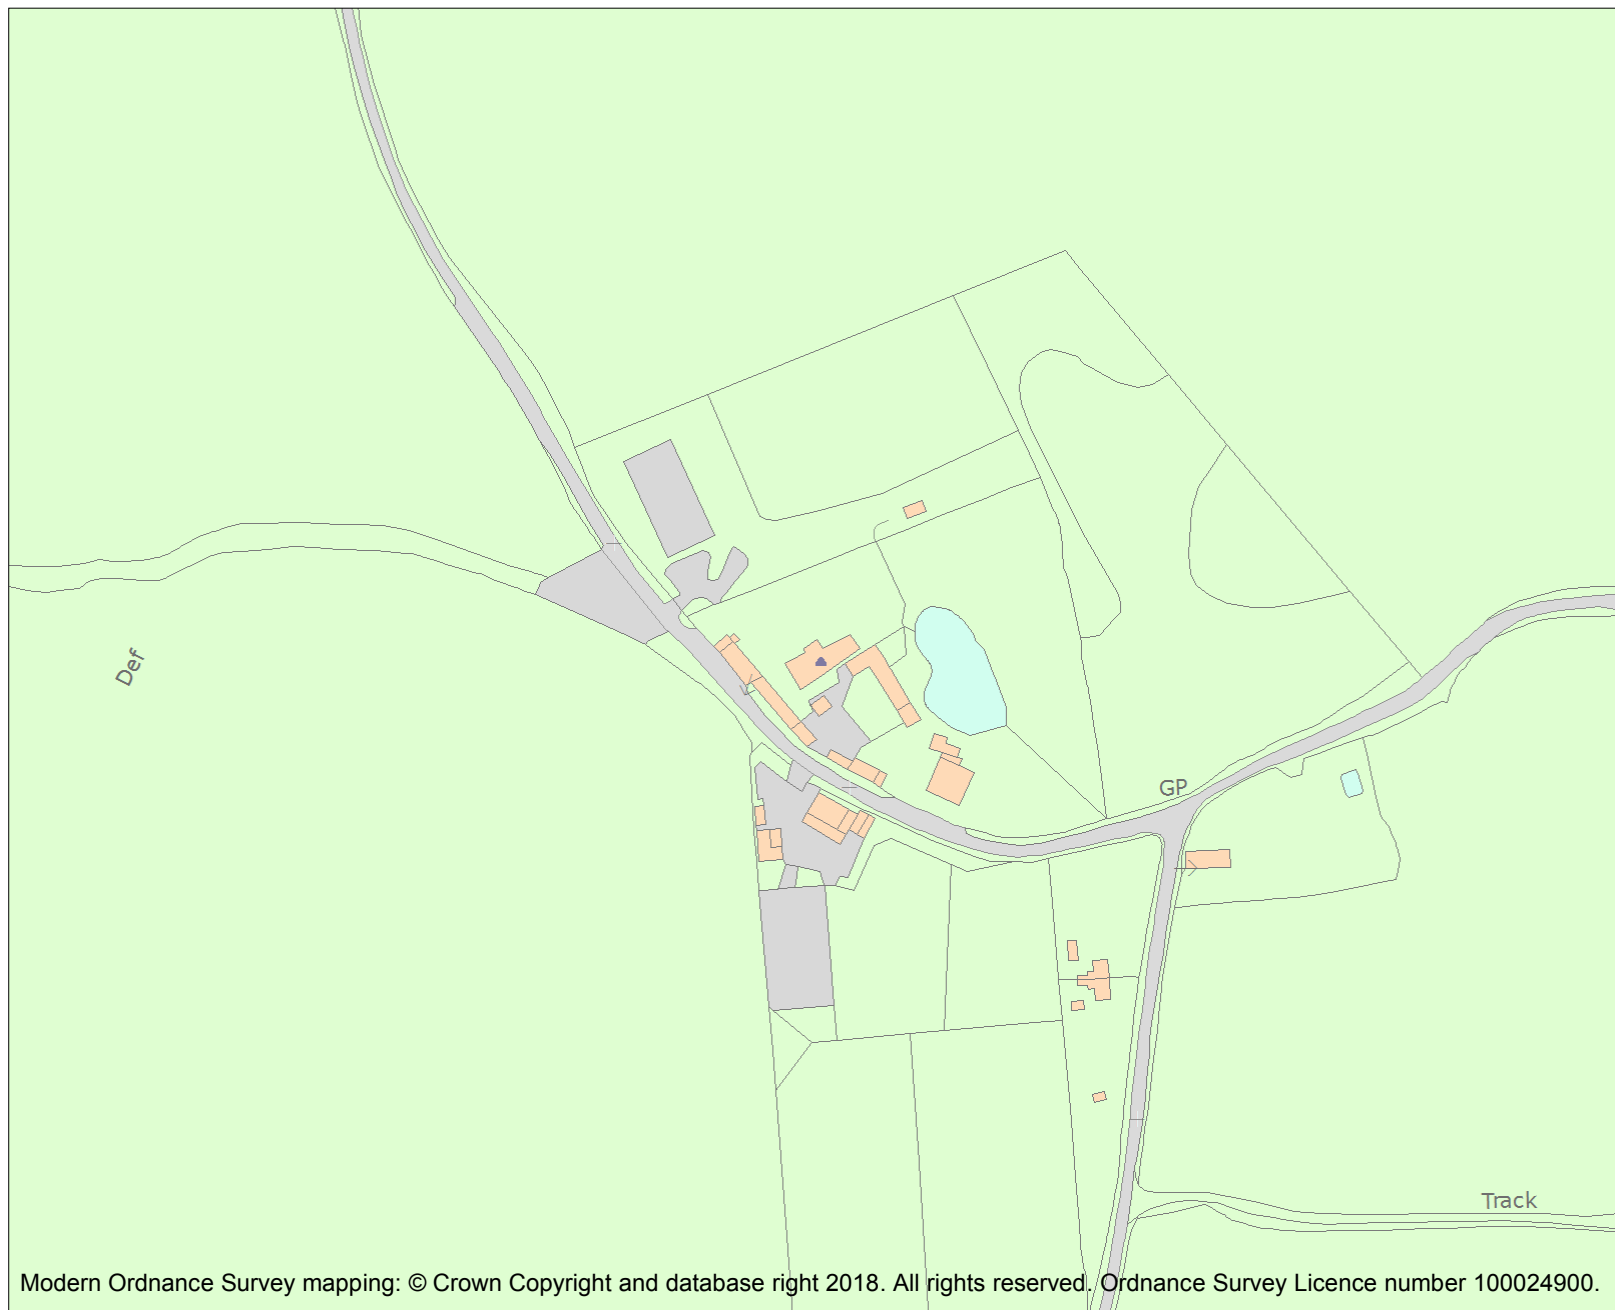 Def
GP
Track
Modern Ordnance Survey mapping: © Crown Copyright and database right 2018. All rights reserved. Ordnance Survey Licence number 100024900.